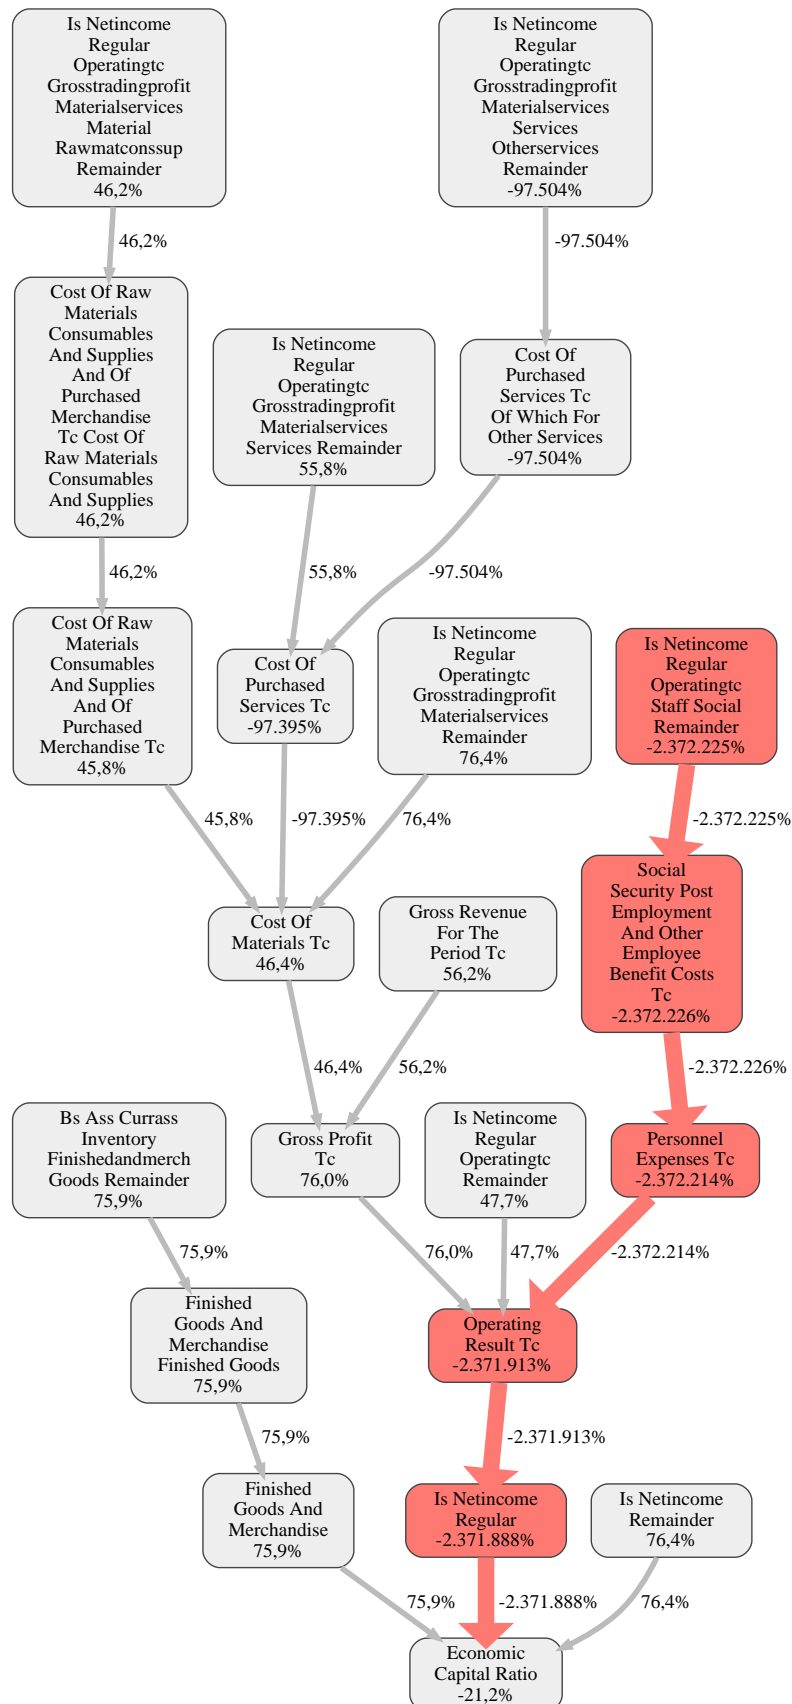 Is Netincome
Regular
Operatingtc
Grosstradingprofit
Materialservices
Material
Rawmatconssup
Remainder
46,2%
Is Netincome
Regular
Operatingtc
Grosstradingprofit
Materialservices
Services
Otherservices
Remainder
-97.504%
46,2%
-97.504%
Cost Of Raw
Materials
Consumables
And Supplies
And Of
Purchased
Merchandise
Tc Cost Of
Raw Materials
Consumables
And Supplies
46,2%
Is Netincome
Regular
Operatingtc
Grosstradingprofit
Materialservices
Services Remainder
55,8%
Cost Of
Purchased
Services Tc
Of Which For
Other Services
-97.504%
46,2%
55,8%
-97.504%
Cost Of Raw
Materials
Consumables
And Supplies
And Of
Purchased
Merchandise Tc
45,8%
Cost Of
Purchased
Services Tc
-97.395%
Is Netincome
Regular
Operatingtc
Grosstradingprofit
Materialservices
Remainder
76,4%
Is Netincome
Regular
Operatingtc
Staff Social
Remainder
-2.372.225%
45,8%
-97.395%
76,4%
-2.372.225%
Cost Of
Materials Tc
46,4%
Gross Revenue
For The
Period Tc
56,2%
Social
Security Post
Employment
And Other
Employee
Benefit Costs
Tc
-2.372.226%
46,4%
56,2%
-2.372.226%
Bs Ass Currass
Inventory
Finishedandmerch
Goods Remainder
75,9%
Gross Profit
Tc
76,0%
Is Netincome
Regular
Operatingtc
Remainder
47,7%
Personnel
Expenses Tc
-2.372.214%
75,9%
76,0%
47,7%
-2.372.214%
Finished
Goods And
Merchandise
Finished Goods
75,9%
Operating
Result Tc
-2.371.913%
75,9%
-2.371.913%
Finished
Goods And
Merchandise
75,9%
Is Netincome
Regular
-2.371.888%
Is Netincome
Remainder
76,4%
75,9%
-2.371.888%
76,4%
Economic
Capital Ratio
-21,2%